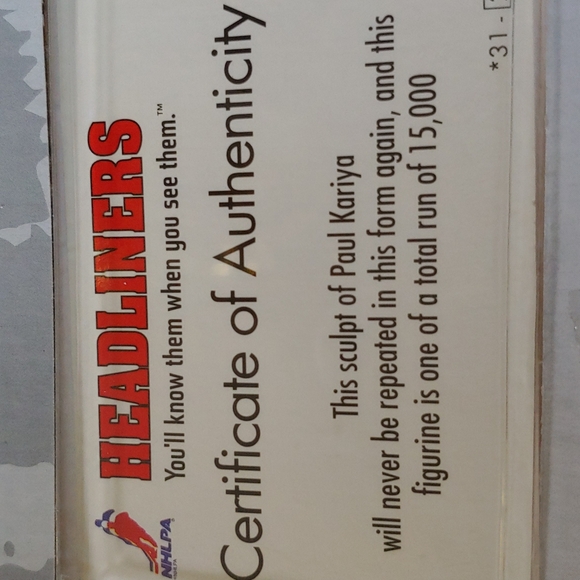 HEADLINERS
You'll know them when you see them.™
NHLPA
Certificate of Authenticity
This sculpt of Paul Kariya
will never be repeated in this form again, and this
figurine is one of a total run of 15,000
*31-